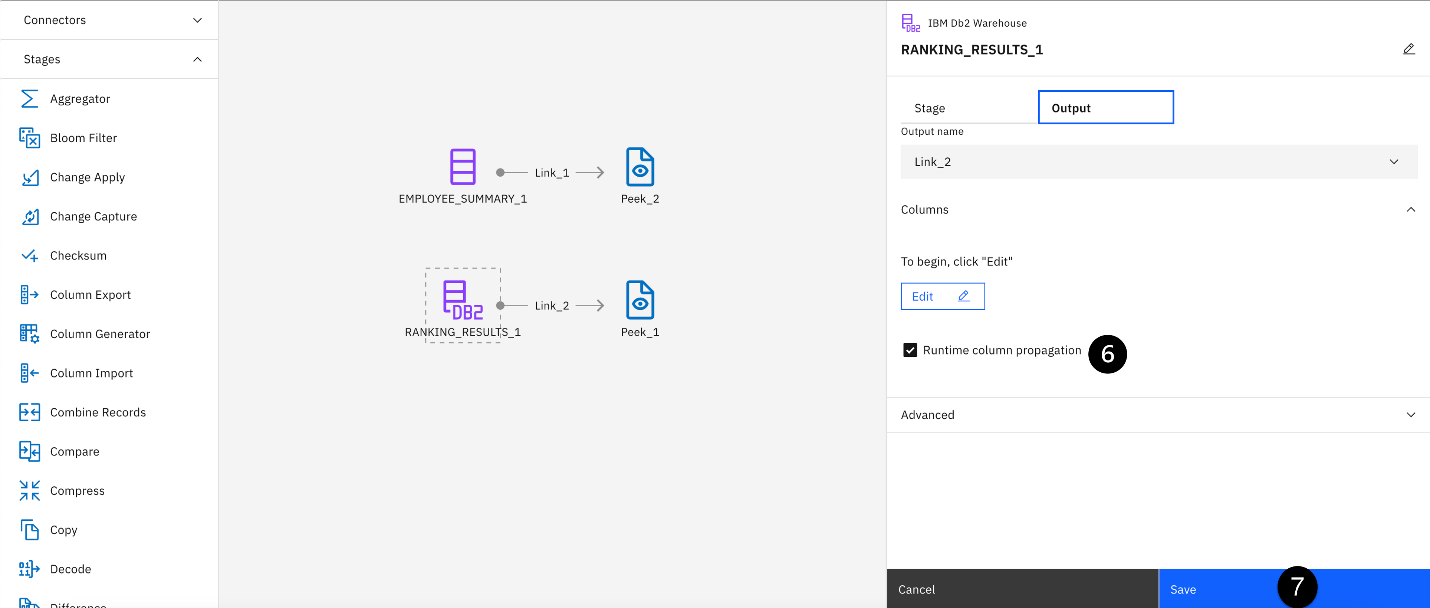 Connectors
Stages
Aggregator
Bloom Filter
Change Apply
Change Capture
Checksum
Column Export
Column Generator
Column Import
Combine Records
Compare
Compress
Copy
Decode
Difference
Link_1
EMPLOYEE_SUMMARY_1
Peek_2
DB2
Link_2
RANKING_RESULTS_1
Peek_1
DB2
IBM Db2 Warehouse
RANKING_RESULTS_1
Stage
Output
Output name
Link_2
Columns
To begin, click "Edit"
Edit
Runtime column propagation
6
Advanced
Cancel
Save
7